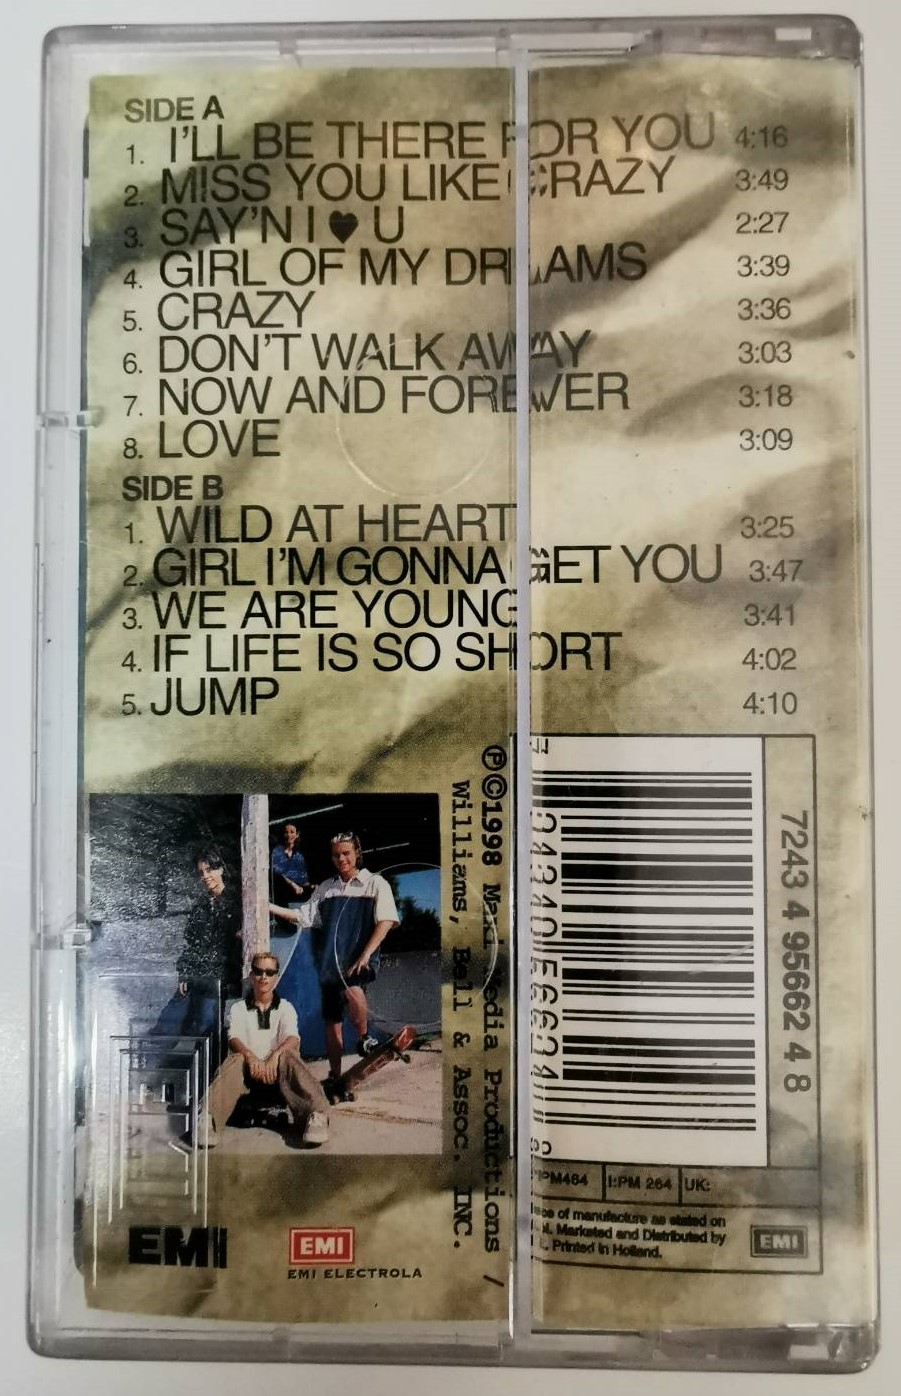 SIDE A
1. I'LL BE THERE FOR YOU 4:16
2. MISS YOU LIKE CRAZY 3:49
3. SAY'N I ♥ U 2:27
4. GIRL OF MY DREAMS 3:39
5. CRAZY 3:36
6. DON'T WALK AWAY 3:03
7. NOW AND FOREVER 3:18
8. LOVE 3:09
SIDE B
1. WILD AT HEART 3:25
2. GIRL I'M GONNA GET YOU 3:47
3. WE ARE YOUNG 3:41
4. IF LIFE IS SO SHORT 4:02
5. JUMP 4:10
℗©1998 Media Productions /
Williams, Bell & Assoc. INC.
7243 4 95662 4 8
PM464
I:PM 264
UK:
of manufacture as stated on
Marketed and Distributed by
Printed in Holland.
EMI
EMI
EMI
EMI ELECTROLA